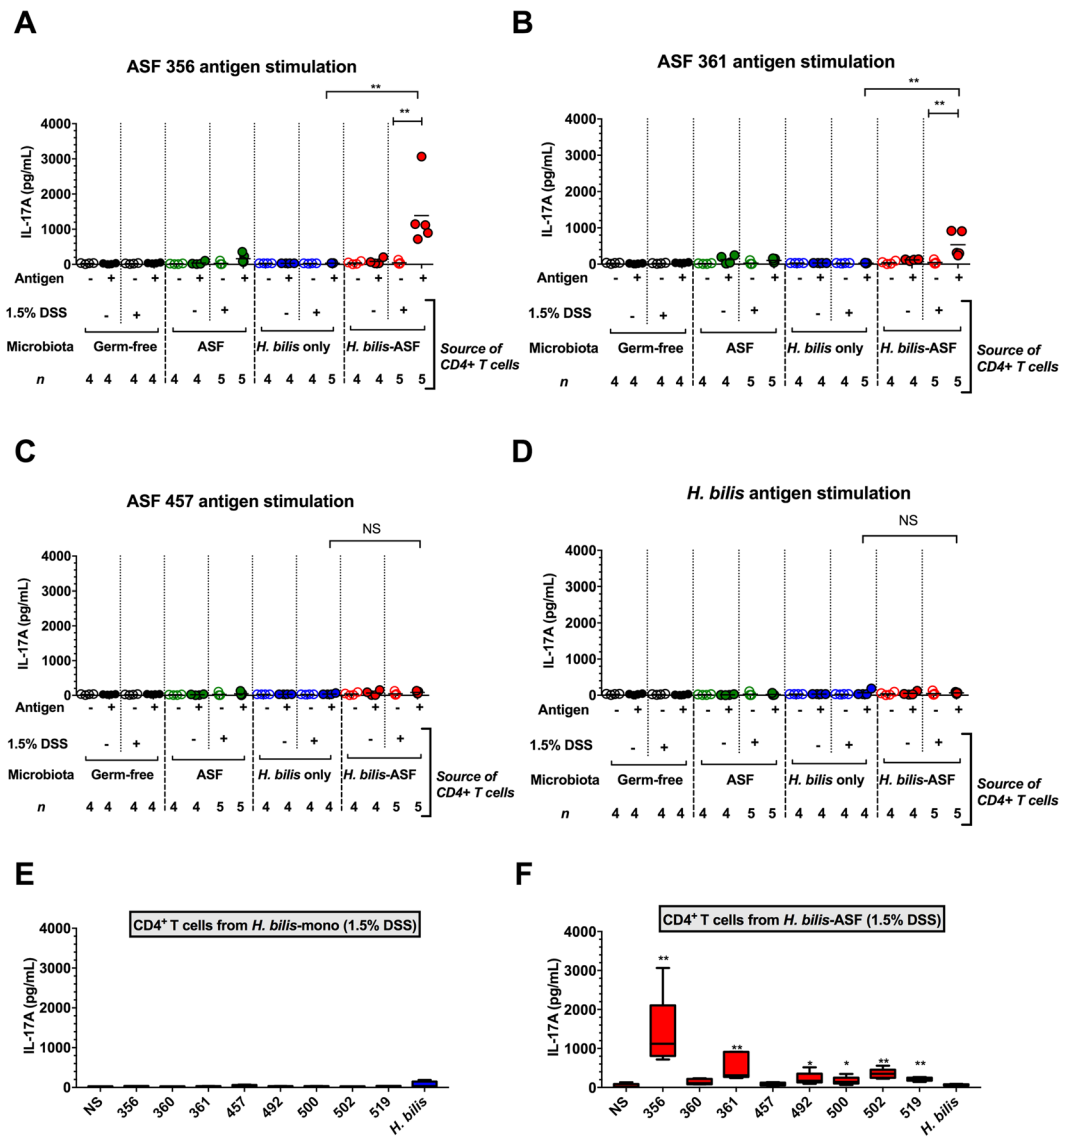 A
ASF 356 antigen stimulation
**
**
IL-17A (pg/mL)
4000
3000
2000
1000
0
Antigen - + - + - + - + - + - + - + - +
1.5% DSS - + - + - + - +
Microbiota Germ-free ASF H. bilis only H. bilis-ASF
n 4 4 4 4 4 4 5 5 4 4 4 5 4 4 5 5
Source of
CD4+ T cells
B
ASF 361 antigen stimulation
**
**
IL-17A (pg/mL)
4000
3000
2000
1000
0
Antigen - + - + - + - + - + - + - + - +
1.5% DSS - + - + - + - +
Microbiota Germ-free ASF H. bilis only H. bilis-ASF
n 4 4 4 4 4 4 5 5 4 4 4 5 4 4 5 5
Source of
CD4+ T cells
C
ASF 457 antigen stimulation
NS
IL-17A (pg/mL)
4000
3000
2000
1000
0
Antigen - + - + - + - + - + - + - + - +
1.5% DSS - + - + - + - +
Microbiota Germ-free ASF H. bilis only H. bilis-ASF
n 4 4 4 4 4 4 5 5 4 4 4 4 4 4 5 5
Source of
CD4+ T cells
D
H. bilis antigen stimulation
NS
IL-17A (pg/mL)
4000
3000
2000
1000
0
Antigen - + - + - + - + - + - + - + - +
1.5% DSS - + - + - + - +
Microbiota Germ-free ASF H. bilis only H. bilis-ASF
n 4 4 4 4 4 4 5 5 4 4 4 4 4 4 5 5
Source of
CD4+ T cells
E
CD4+ T cells from H. bilis-mono (1.5% DSS)
IL-17A (pg/mL)
4000
3000
2000
1000
0
NS 356 360 361 457 492 500 502 519 H. bilis
F
CD4+ T cells from H. bilis-ASF (1.5% DSS)
IL-17A (pg/mL)
4000
3000
2000
1000
0
** ** * * ** **
NS 356 360 361 457 492 500 502 519 H. bilis